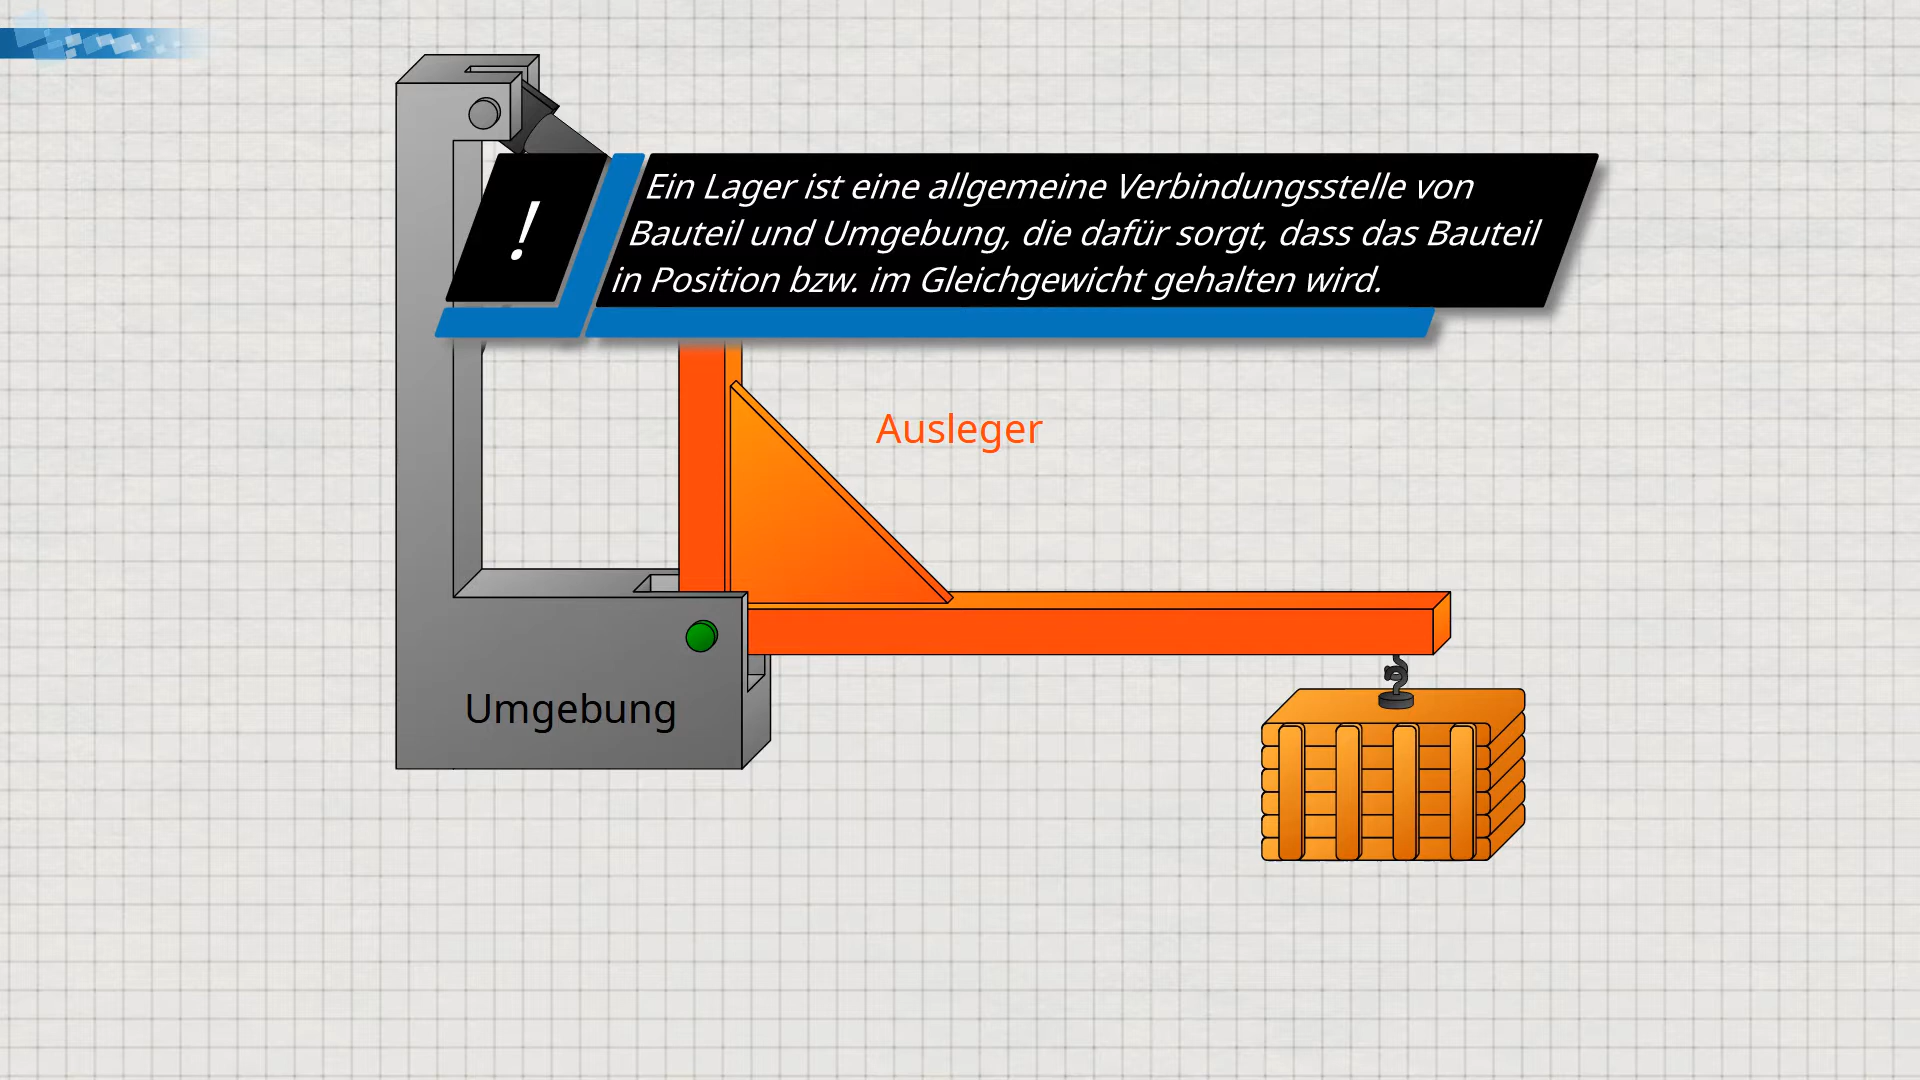 !
Ein Lager ist eine allgemeine Verbindungsstelle von
Bauteil und Umgebung, die dafür sorgt, dass das Bauteil
in Position bzw. im Gleichgewicht gehalten wird.
Ausleger
Umgebung